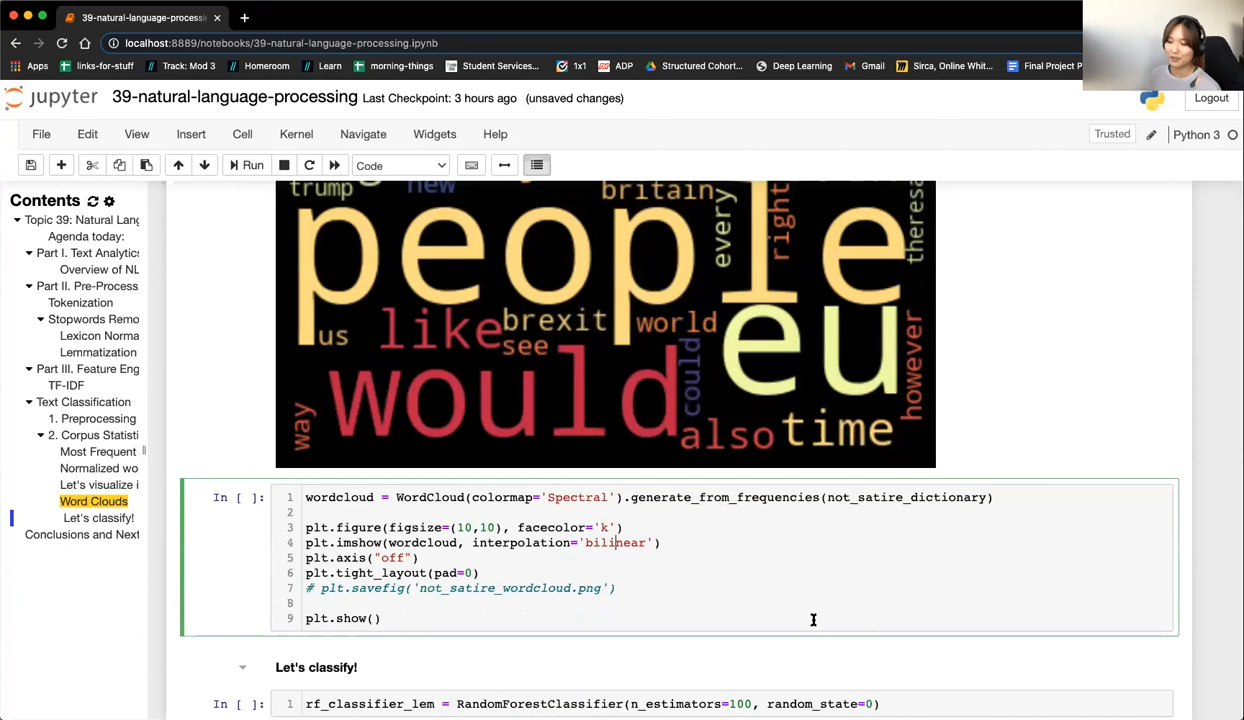 39-natural-language-processi
localhost:8889/notebooks/39-natural-language-processing.ipynb
Apps links-for-stuff Track: Mod 3 Homeroom Learn morning-things Student Services... 1x1 ADP Structured Cohort... Deep Learning Gmail Sirca, Online Whit... Final Project P
jupyter 39-natural-language-processing Last Checkpoint: 3 hours ago (unsaved changes) Logout
File Edit View Insert Cell Kernel Navigate Widgets Help Trusted Python 3
Run Code
Contents
Topic 39: Natural Lang
Agenda today:
Part I. Text Analytics
Overview of NL
Part II. Pre-Process
Tokenization
Stopwords Remo
Lexicon Norma
Lemmatization
Part III. Feature Eng
TF-IDF
Text Classification
1. Preprocessing
2. Corpus Statisti
Most Frequent
Normalized wo
Let's visualize i
Word Clouds
Let's classify!
Conclusions and Next
trump new britain
people every right theresa
us like brexit world eu
see could however
way would
also time
In [ ]:
1 wordcloud = WordCloud(colormap='Spectral').generate_from_frequencies(not_satire_dictionary)
2
3 plt.figure(figsize=(10,10), facecolor='k')
4 plt.imshow(wordcloud, interpolation='bilinear')
5 plt.axis("off")
6 plt.tight_layout(pad=0)
7 # plt.savefig('not_satire_wordcloud.png')
8
9 plt.show()
Let's classify!
In [ ]:
1 rf_classifier_lem = RandomForestClassifier(n_estimators=100, random_state=0)